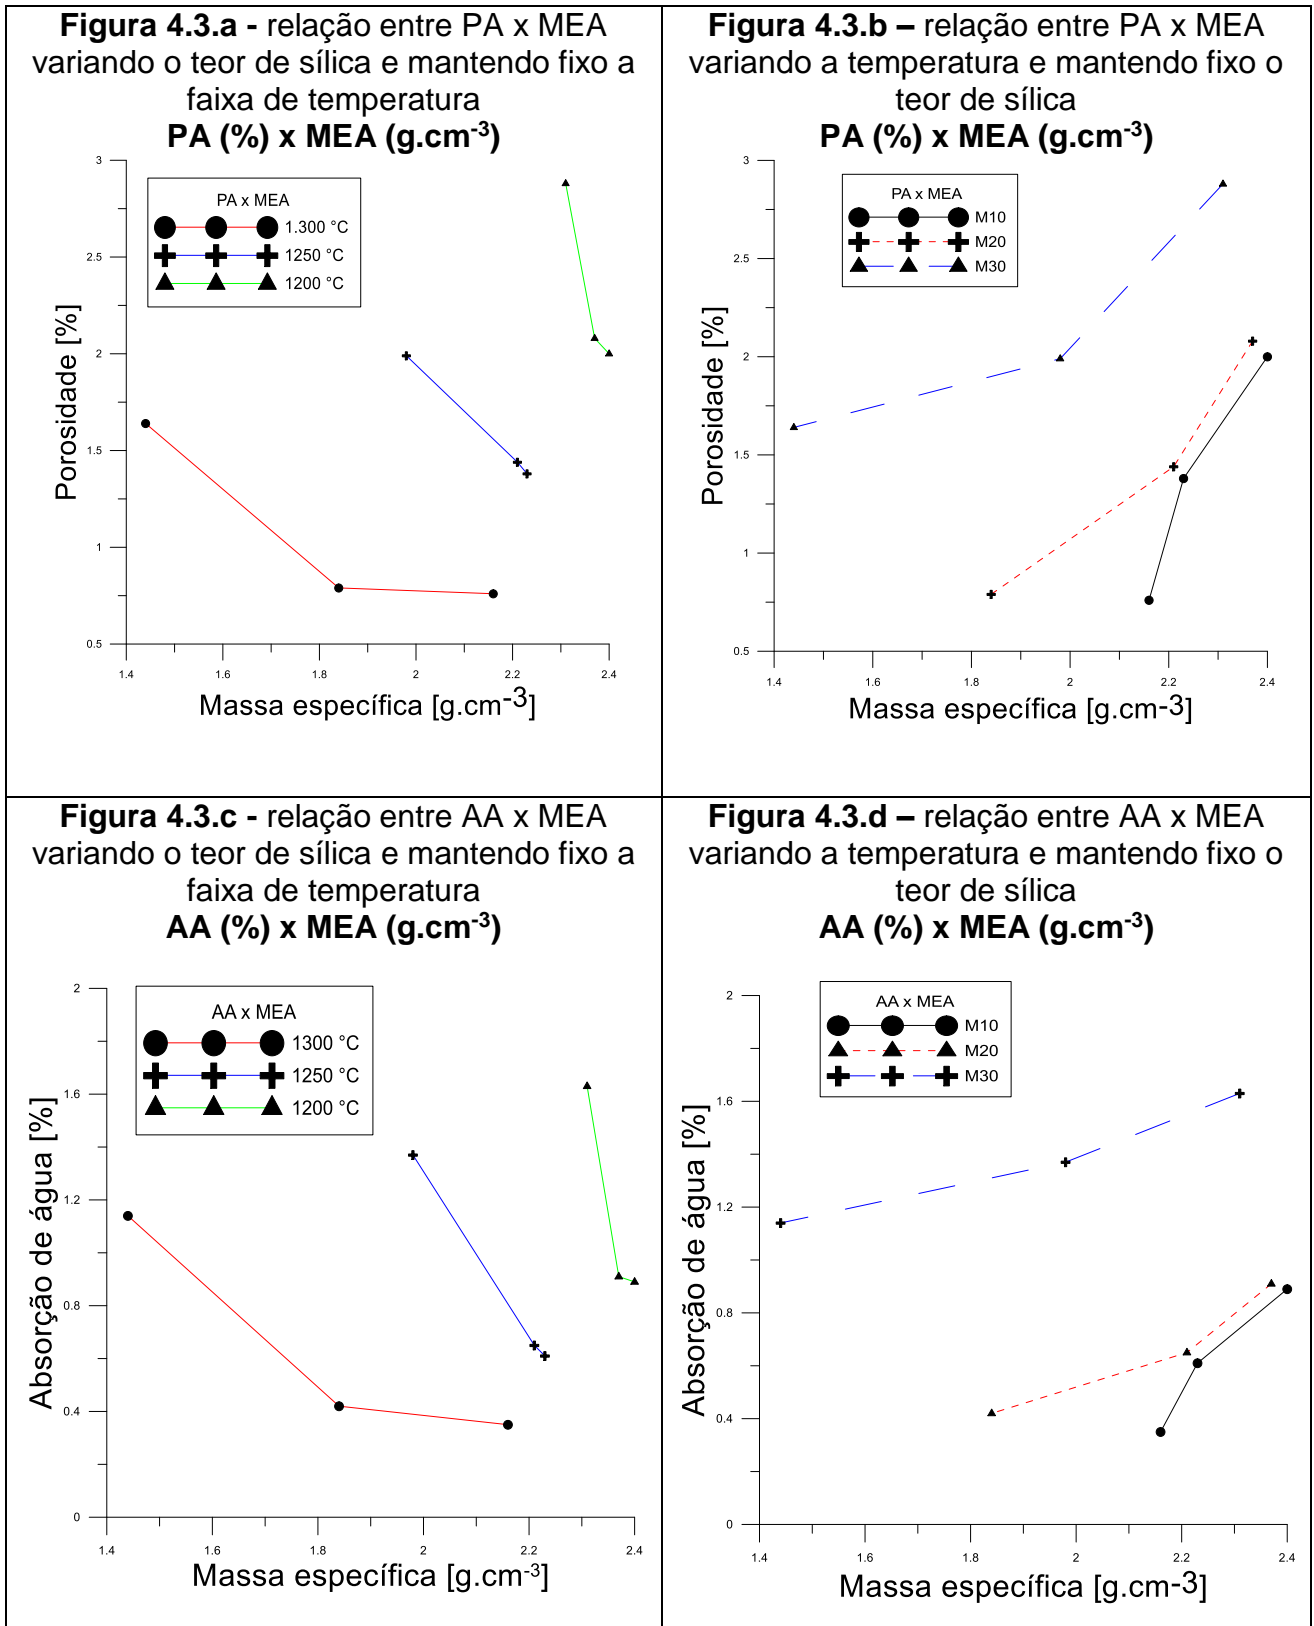 Figura 4.3.a - relação entre PA x MEA
variando o teor de sílica e mantendo fixo a
faixa de temperatura
PA (%) x MEA (g.cm-3)
3
2.5
2
1.5
1
0.5
1.4
1.6
1.8
2
2.2
2.4
PA x MEA
1.300 °C
1250 °C
1200 °C
Porosidade [%]
Massa específica [g.cm-3]
Figura 4.3.b – relação entre PA x MEA
variando a temperatura e mantendo fixo o
teor de sílica
PA (%) x MEA (g.cm-3)
3
2.5
2
1.5
1
0.5
1.4
1.6
1.8
2
2.2
2.4
PA x MEA
M10
M20
M30
Porosidade [%]
Massa específica [g.cm-3]
Figura 4.3.c - relação entre AA x MEA
variando o teor de sílica e mantendo fixo a
faixa de temperatura
AA (%) x MEA (g.cm-3)
2
1.6
1.2
0.8
0.4
0
1.4
1.6
1.8
2
2.2
2.4
AA x MEA
1300 °C
1250 °C
1200 °C
Absorção de água [%]
Massa específica [g.cm-3]
Figura 4.3.d – relação entre AA x MEA
variando a temperatura e mantendo fixo o
teor de sílica
AA (%) x MEA (g.cm-3)
2
1.6
1.2
0.8
0.4
0
1.4
1.6
1.8
2
2.2
2.4
AA x MEA
M10
M20
M30
Absorção de água [%]
Massa específica [g.cm-3]